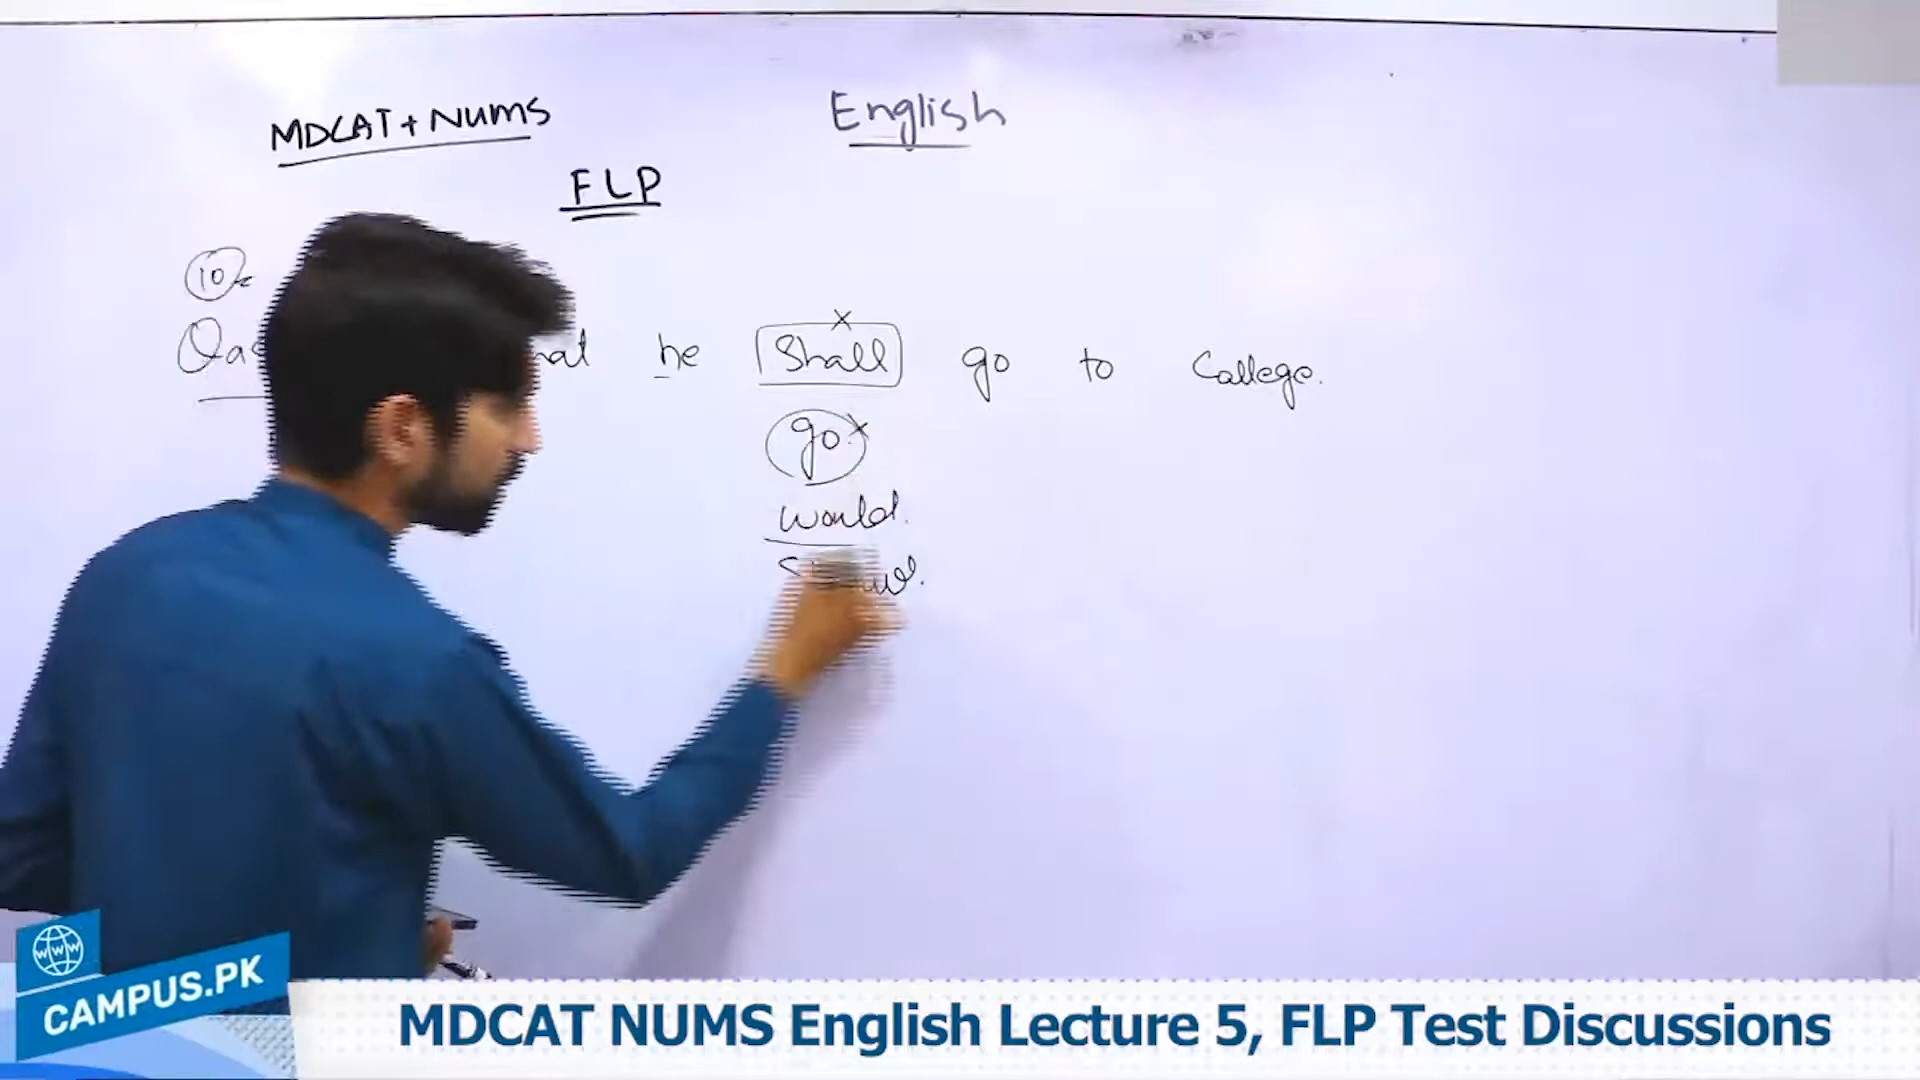 MDCAT + NUMS English
FLP
10
he Shall go to College.
go
would.
www
CAMPUS.PK
MDCAT NUMS English Lecture 5, FLP Test Discussions